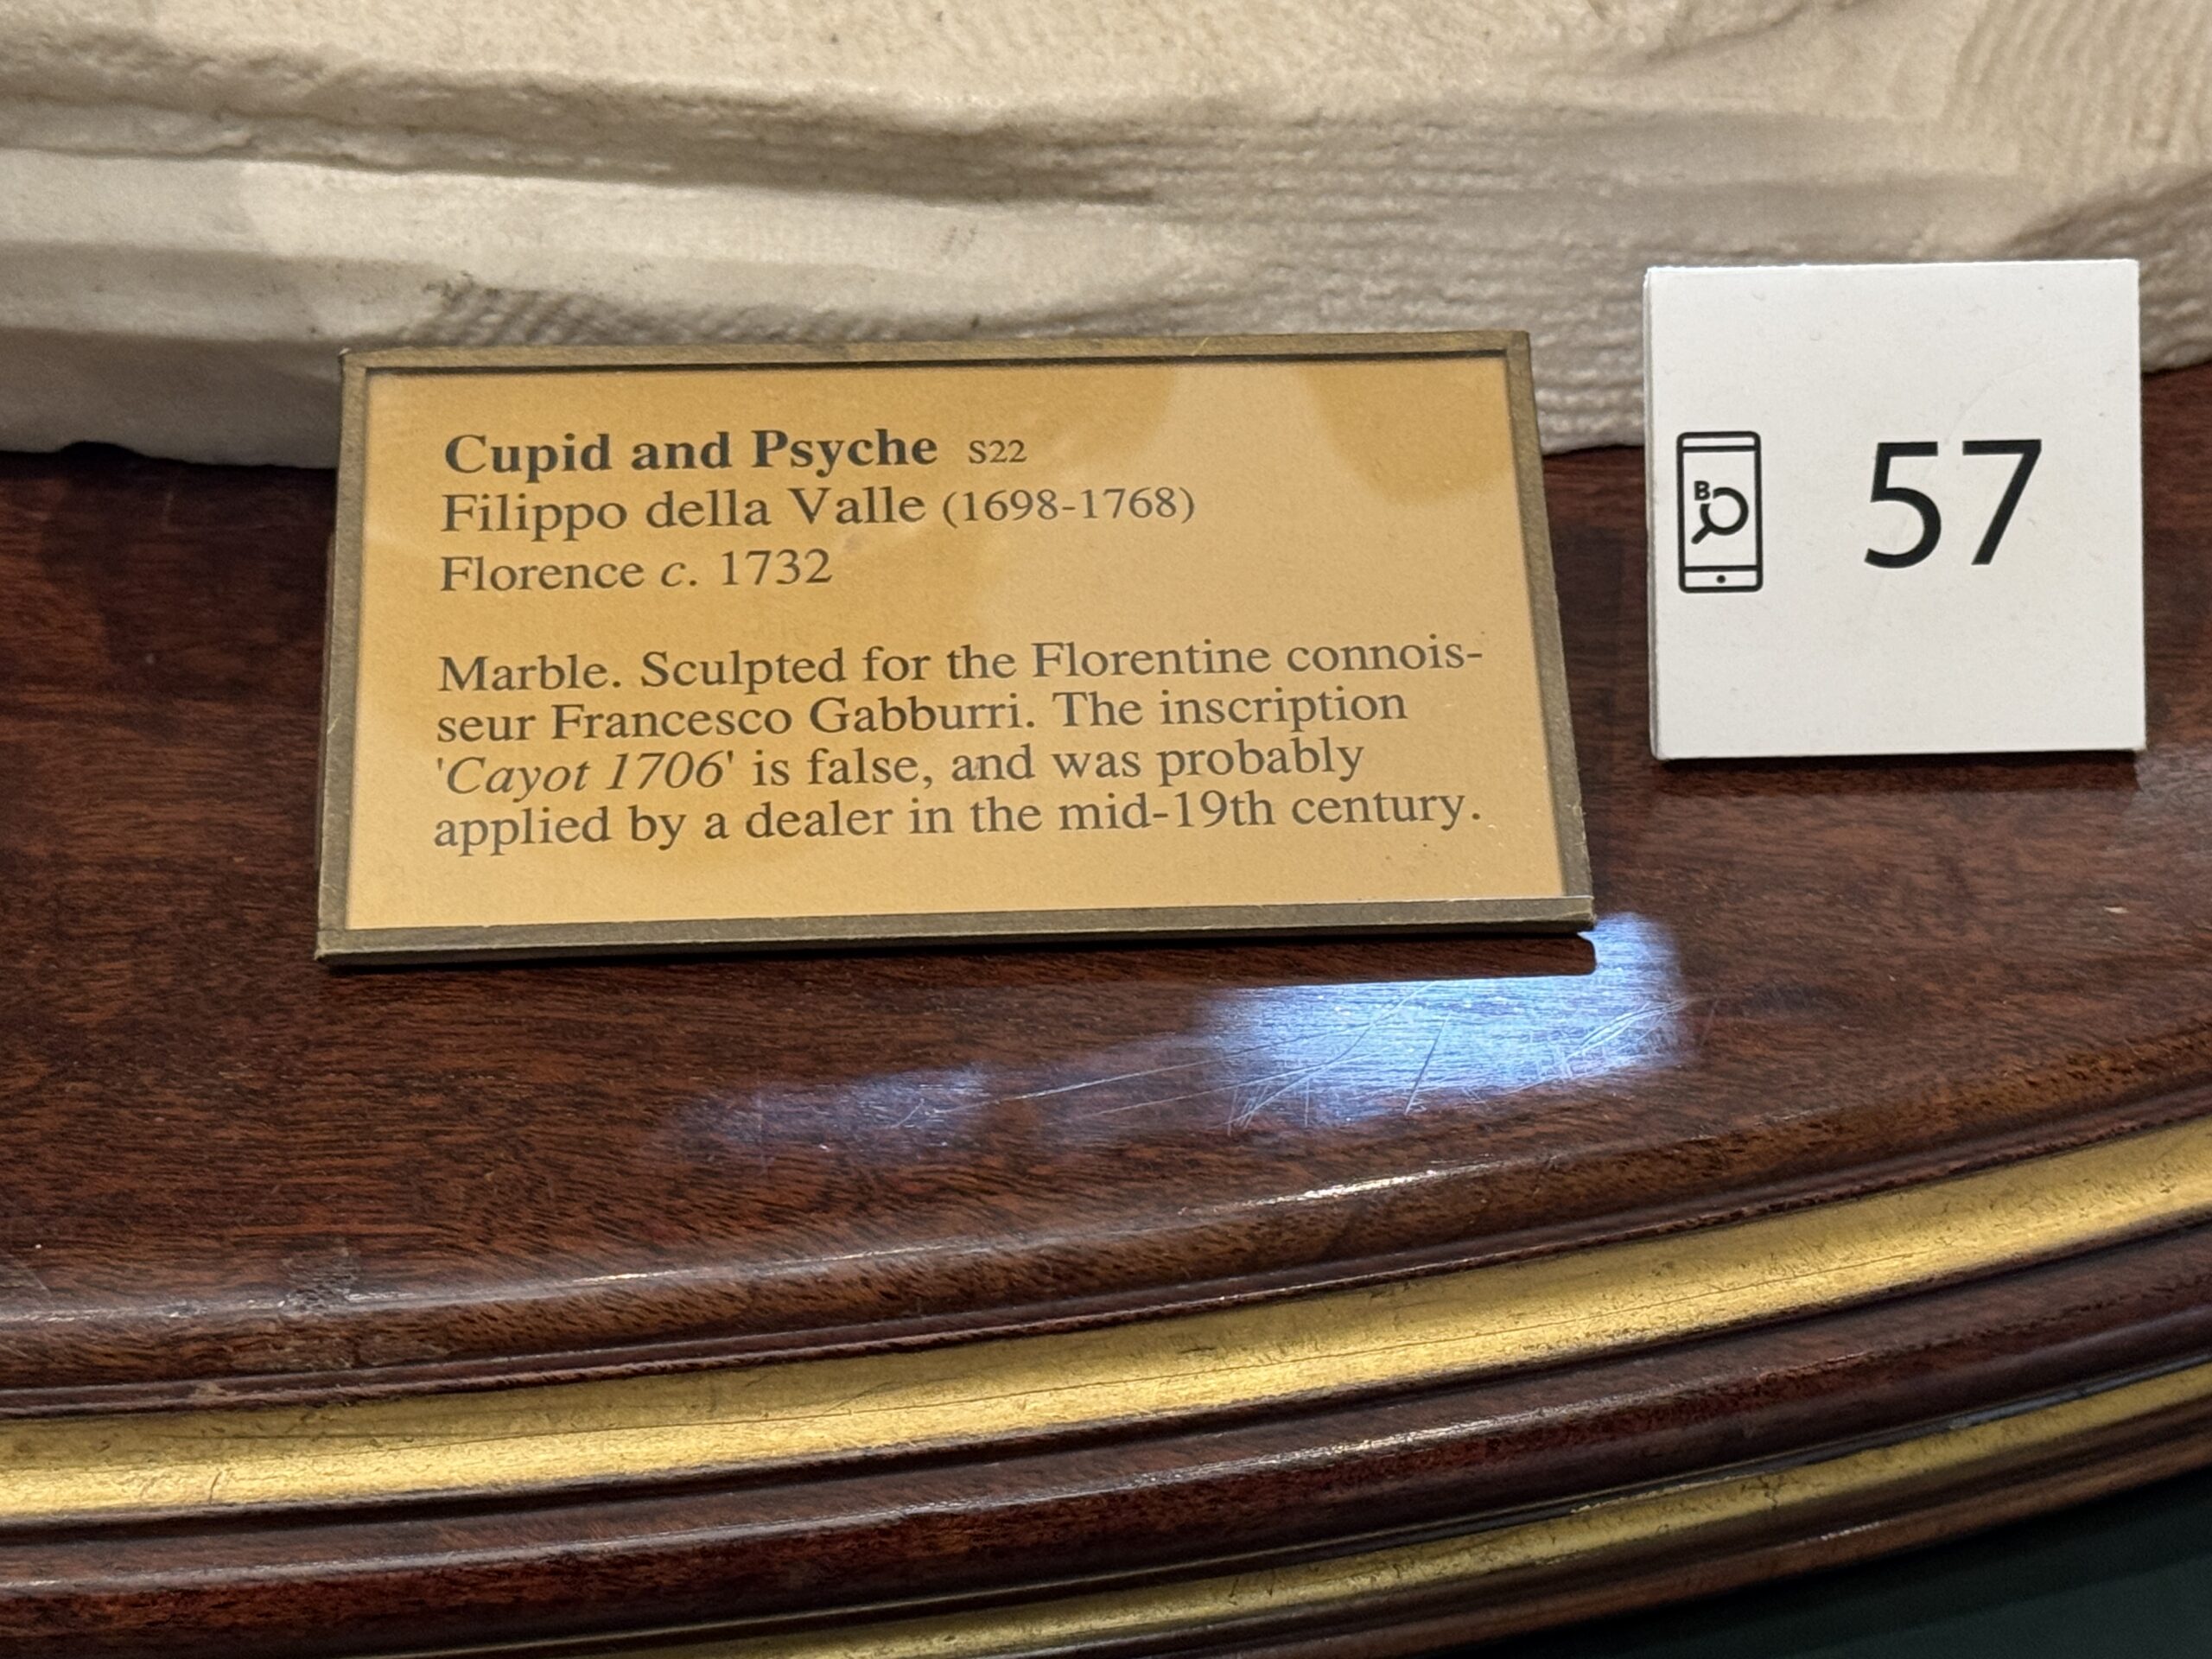 Cupid and Psyche S22
Filippo della Valle (1698-1768)
Florence c. 1732
Marble. Sculpted for the Florentine connois-
seur Francesco Gabburri. The inscription
'Cayot 1706' is false, and was probably
applied by a dealer in the mid-19th century.
B
57